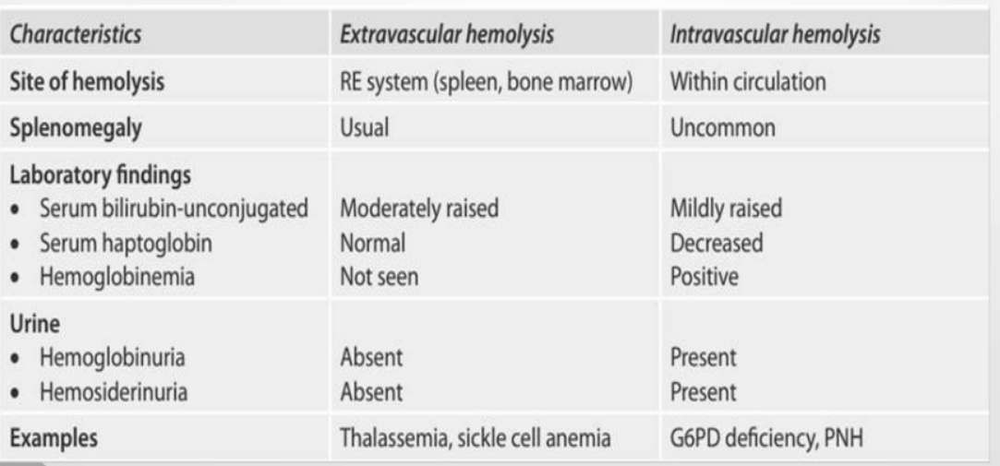 Characteristics Extravascular hemolysis Intravascular hemolysis
Site of hemolysis RE system (spleen, bone marrow) Within circulation
Splenomegaly Usual Uncommon
Laboratory findings
• Serum bilirubin-unconjugated Moderately raised Mildly raised
• Serum haptoglobin Normal Decreased
• Hemoglobinemia Not seen Positive
Urine
• Hemoglobinuria Absent Present
• Hemosiderinuria Absent Present
Examples Thalassemia, sickle cell anemia G6PD deficiency, PNH